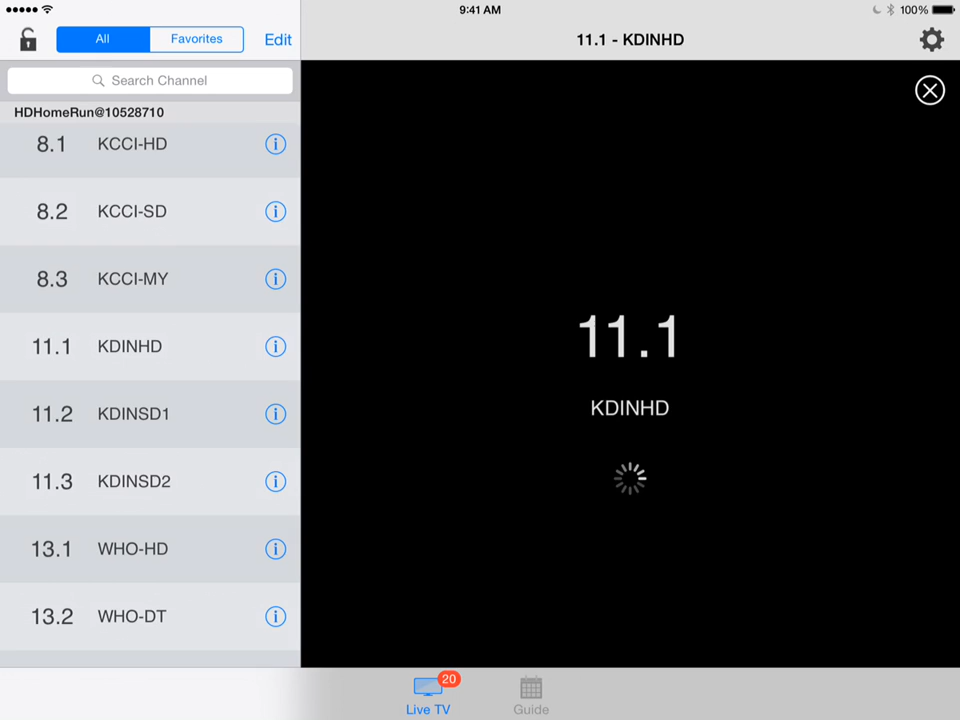 9:41 AM
100%
All
Favorites
Edit
11.1 - KDINHD
Search Channel
HDHomeRun@10528710
8.1 KCCI-HD
8.2 KCCI-SD
8.3 KCCI-MY
11.1 KDINHD
11.2 KDINSD1
11.3 KDINSD2
13.1 WHO-HD
13.2 WHO-DT
11.1
KDINHD
20
Live TV
Guide